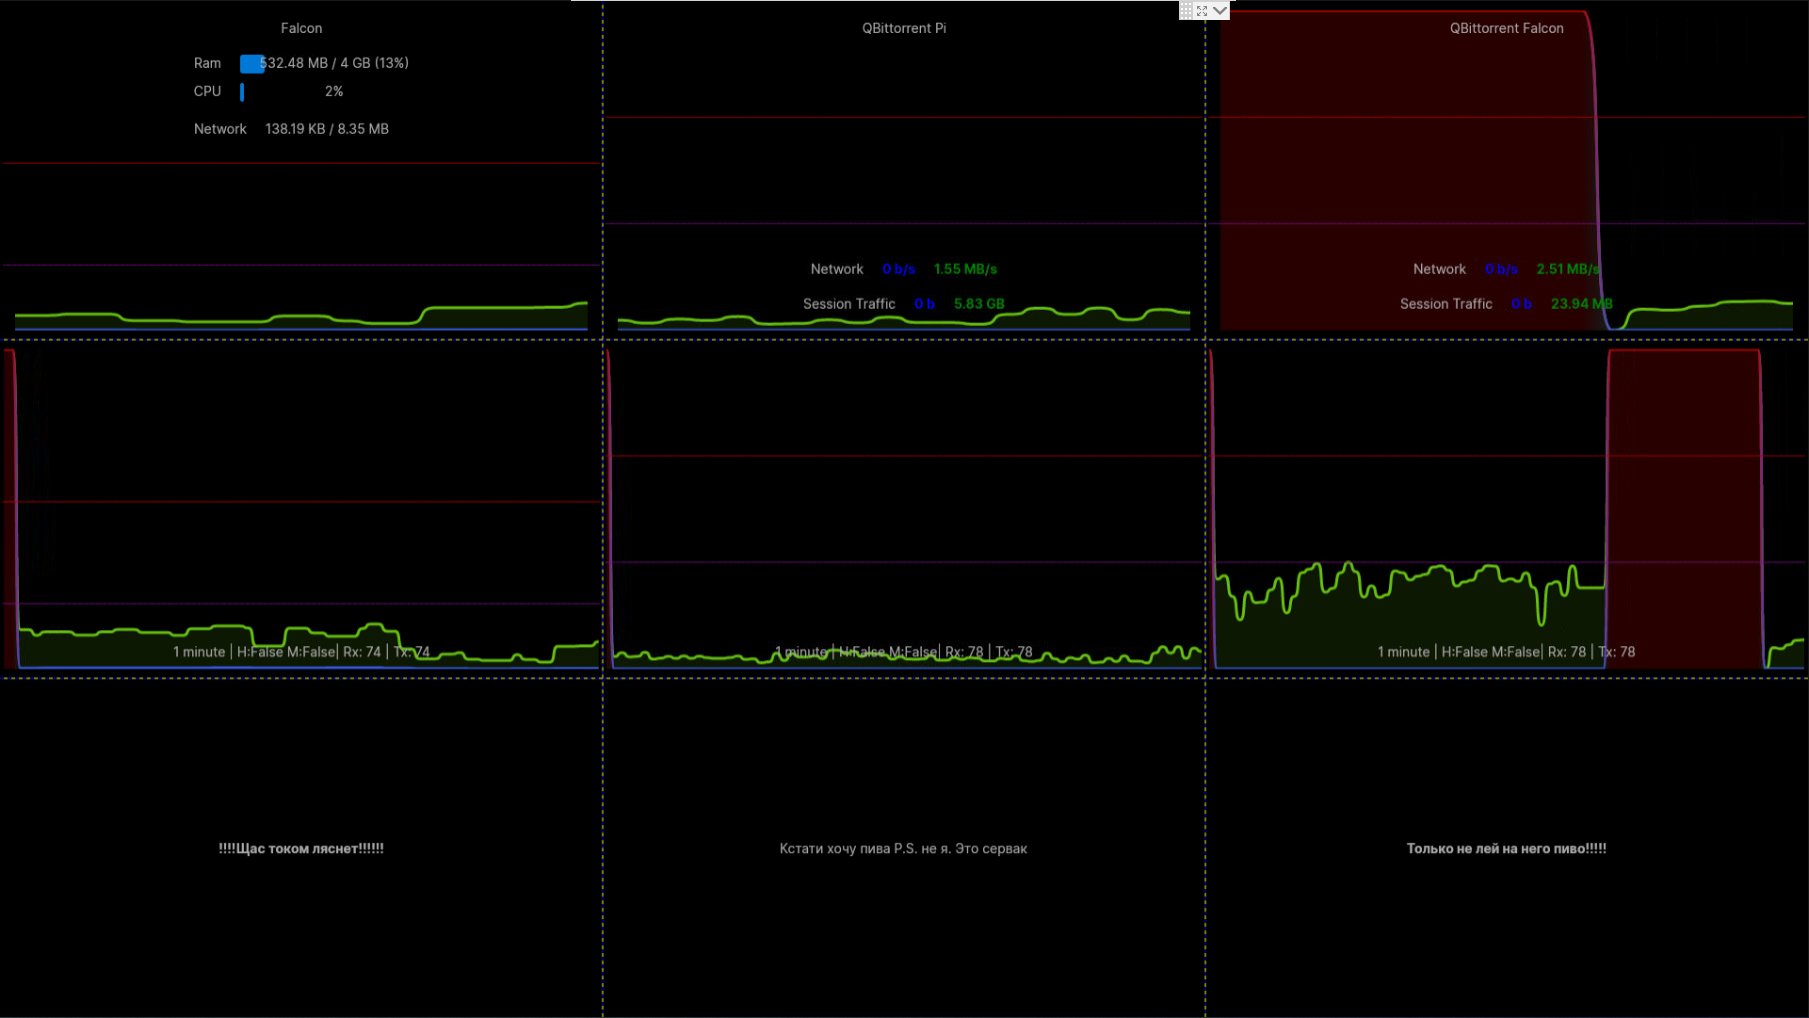 Falcon
Ram 532.48 MB / 4 GB (13%)
CPU 2%
Network 138.19 KB / 8.35 MB
QBittorrent Pi
Network 0 b/s 1.55 MB/s
Session Traffic 0 b 5.83 GB
QBittorrent Falcon
Network 0 b/s 2.51 MB/s
Session Traffic 0 b 23.94 MB
1 minute | H:False M:False| Rx: 74 | Tx: 74
1 minute | H:False M:False| Rx: 78 | Tx: 78
1 minute | H:False M:False| Rx: 78 | Tx: 78
!!!!Щас током ляснет!!!!!!
Кстати хочу пива P.S. не я. Это сервак
Только не лей на него пиво!!!!!